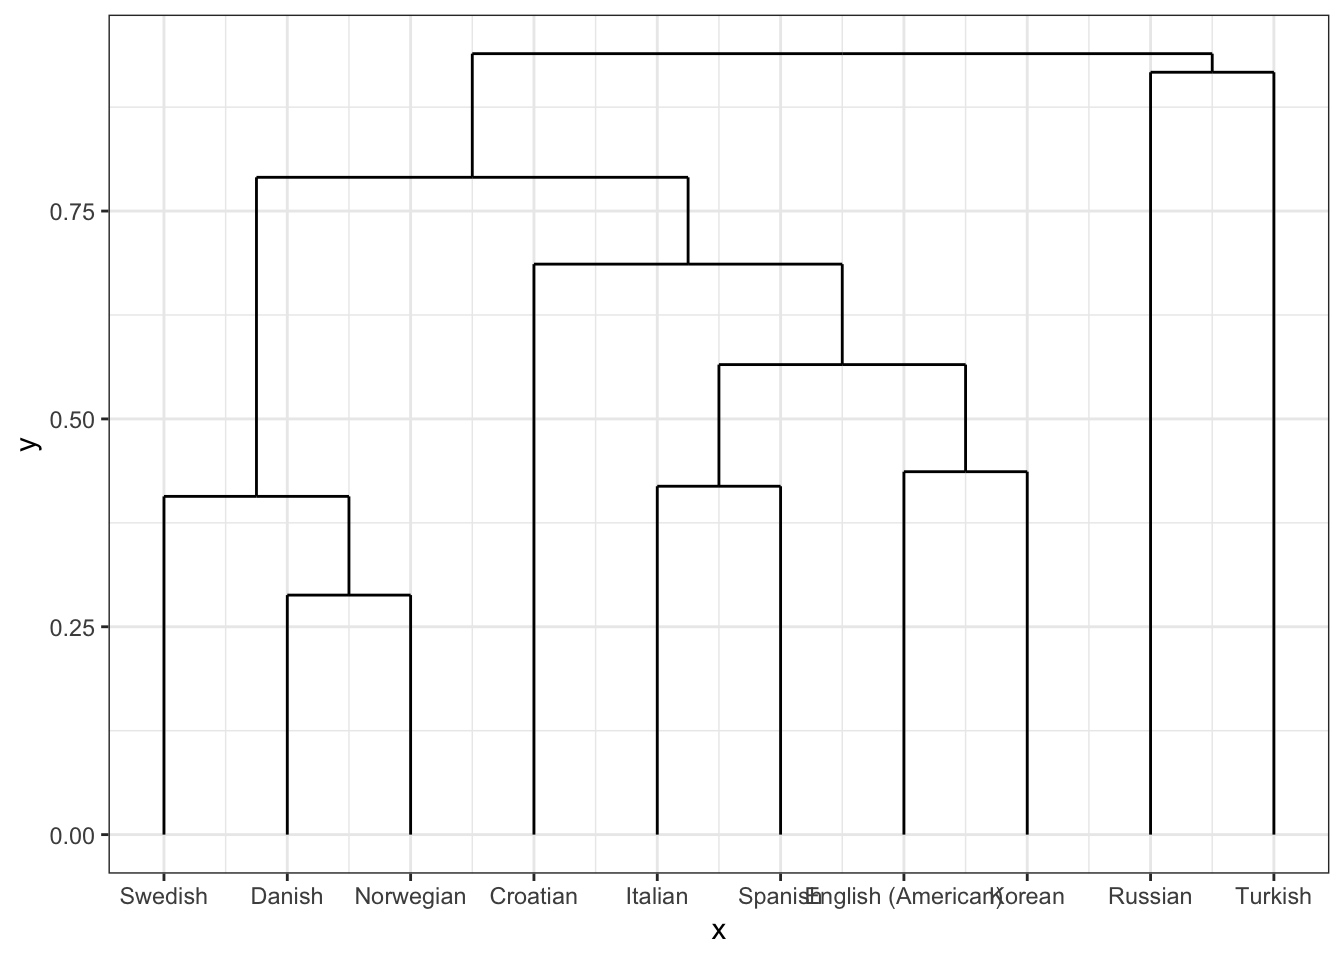 0.75
0.50
y
0.25
0.00
Swedish Danish Norwegian Croatian Italian Spanish English (American) Korean Russian Turkish
x